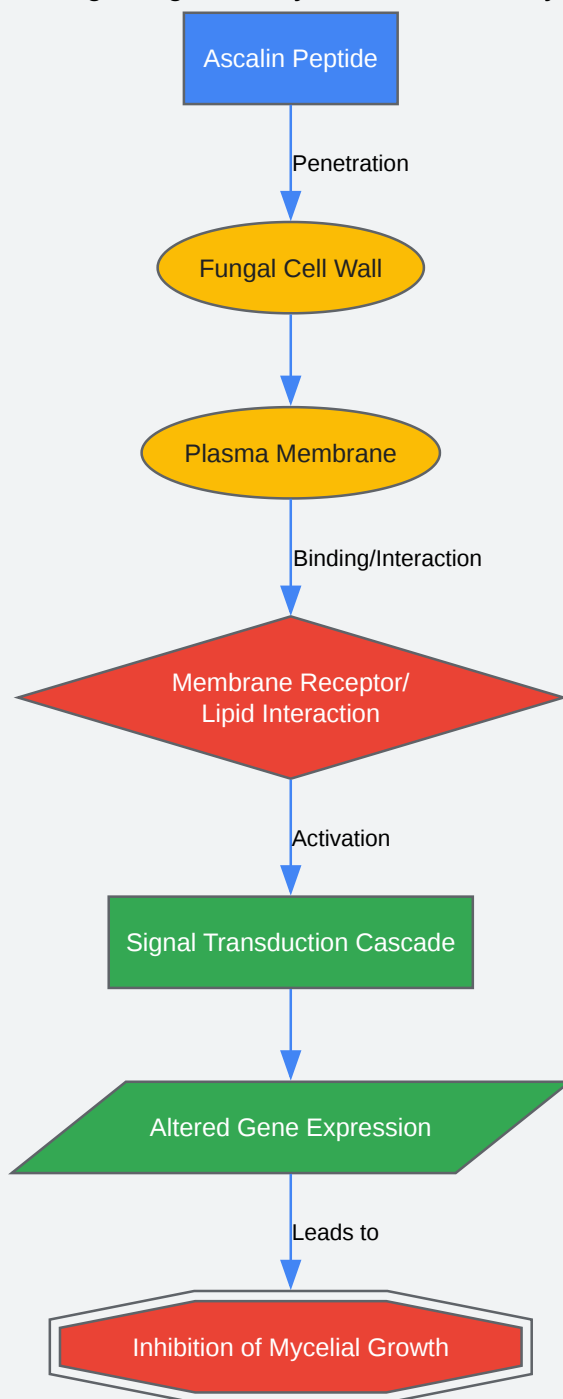 Ascalin Peptide
Penetration
Fungal Cell Wall
Plasma Membrane
Binding/Interaction
Membrane Receptor/
Lipid Interaction
Activation
Signal Transduction Cascade
Altered Gene Expression
Leads to
Inhibition of Mycelial Growth